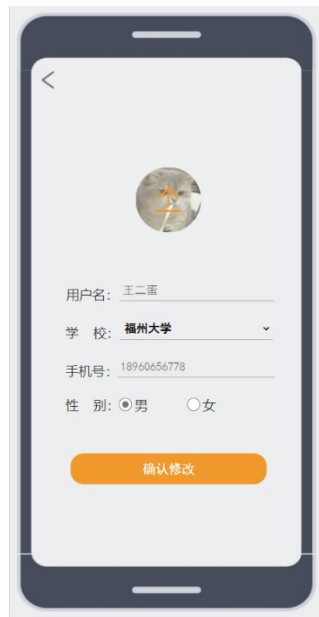 用户名: 王二蛋
学 校: 福州大学
手机号: 18960656778
性 别: 男 女
确认修改